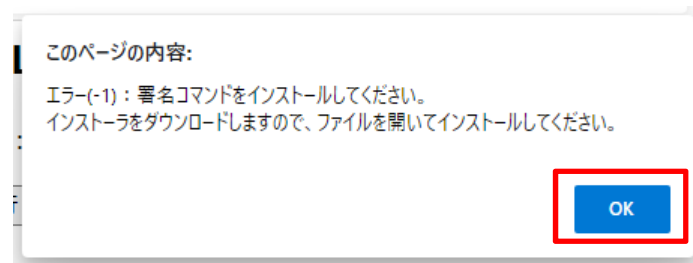 このページの内容:
エラー(-1)：署名コマンドをインストールしてください。
インストーラをダウンロードしますので、ファイルを開いてインストールしてください。
:
OK